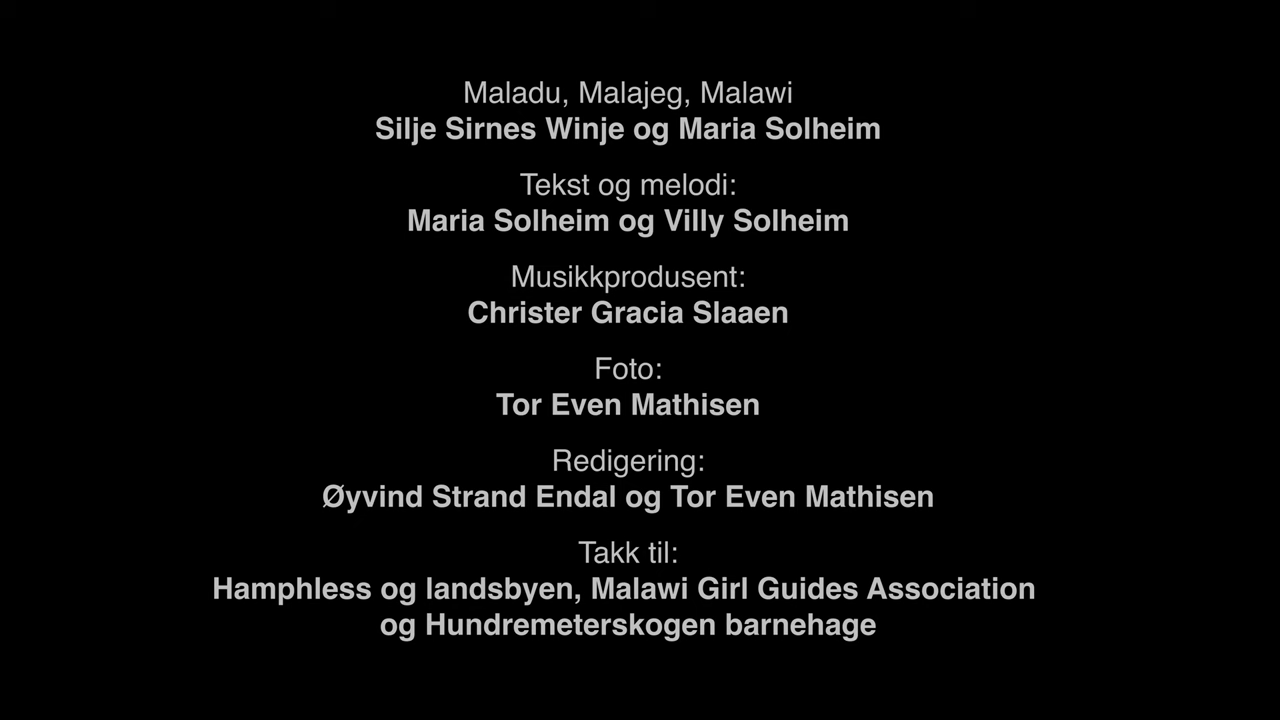 Maladu, Malajeg, Malawi
Silje Sirnes Winje og Maria Solheim
Tekst og melodi:
Maria Solheim og Villy Solheim
Musikkprodusent:
Christer Gracia Slaaen
Foto:
Tor Even Mathisen
Redigering:
Øyvind Strand Endal og Tor Even Mathisen
Takk til:
Hamphless og landsbyen, Malawi Girl Guides Association
og Hundremeterskogen barnehage